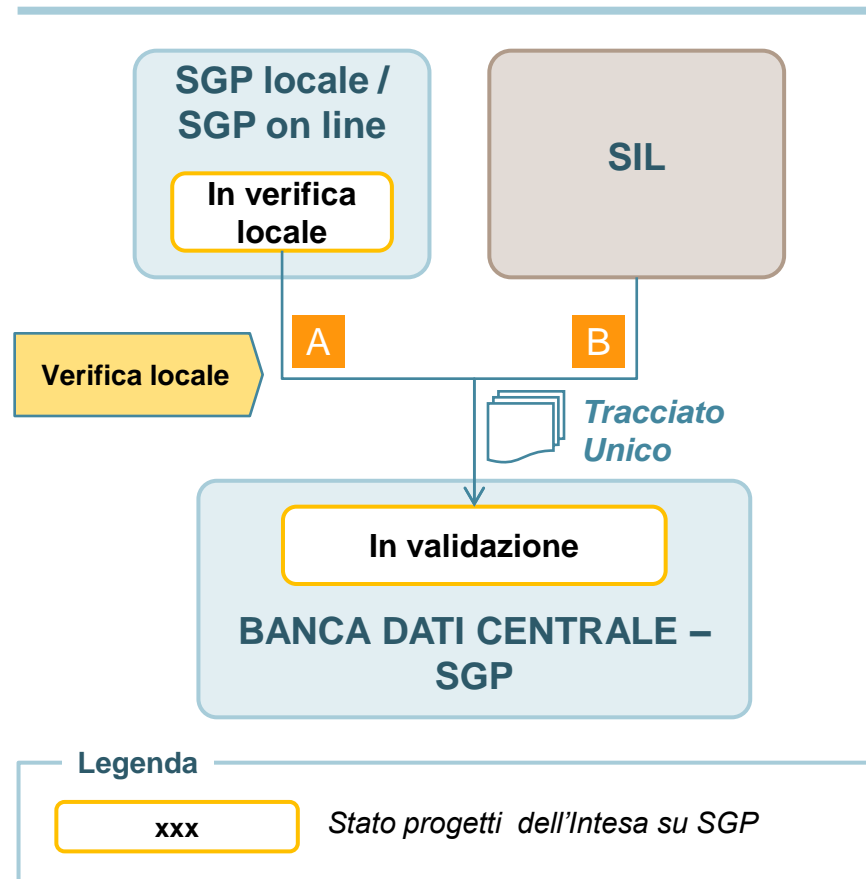 SGP locale /
SGP on line
In verifica
locale
SIL
A
B
Verifica locale
Tracciato
Unico
In validazione
BANCA DATI CENTRALE –
SGP
Legenda
xxx
Stato progetti  dell'Intesa su SGP